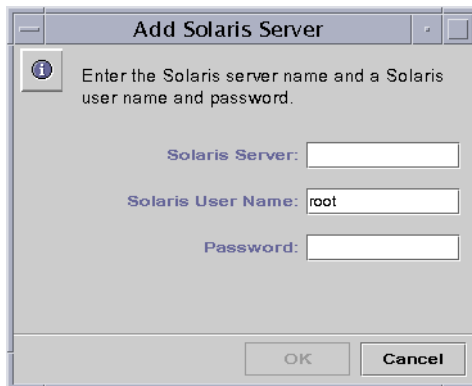 Add Solaris Server
Enter the Solaris server name and a Solaris
user name and password.
Solaris Server:
Solaris User Name: root
Password:
OK Cancel